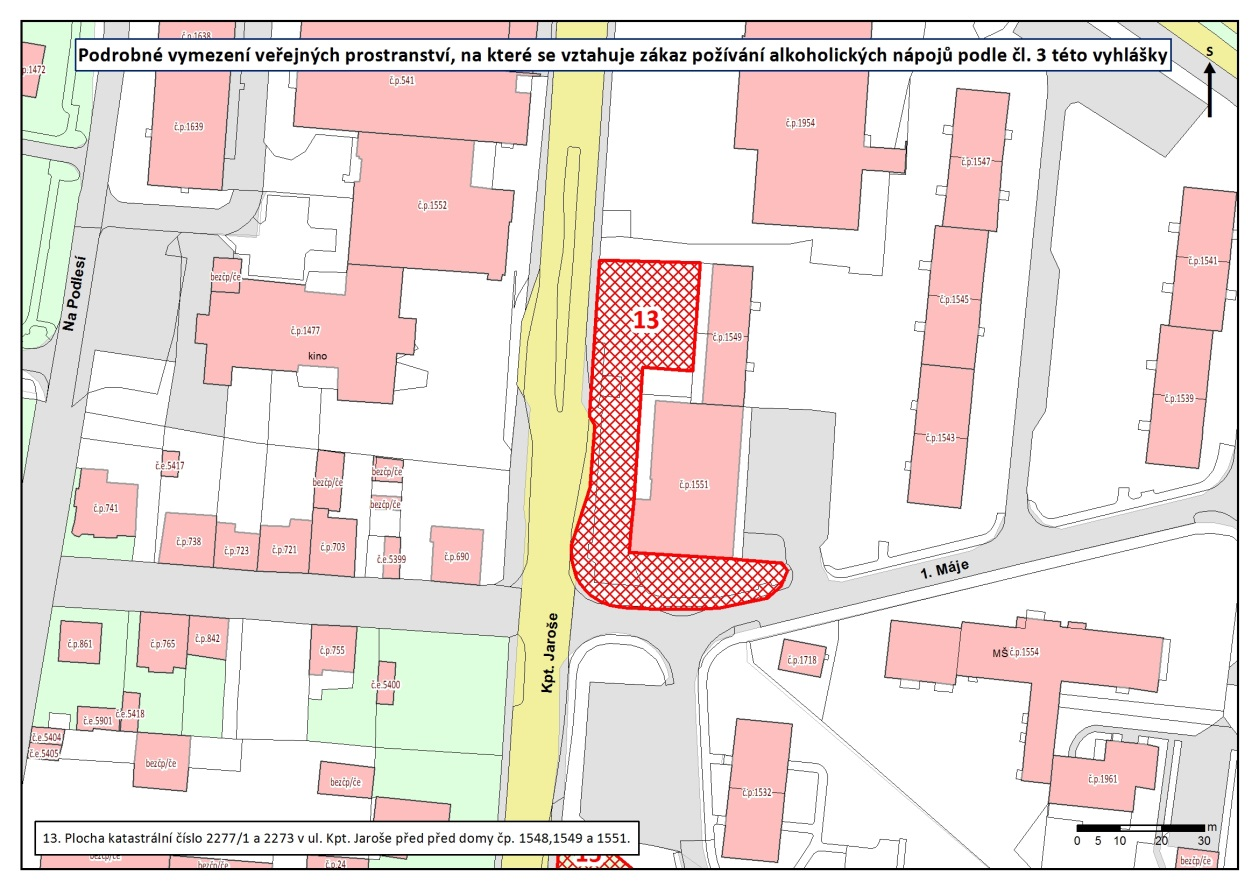 č.p.1638
Podrobné vymezení veřejných prostranství, na které se vztahuje zákaz požívání alkoholických nápojů podle čl. 3 této vyhlášky
S
č.p.1472
č.p.541
č.p.1639
č.p.1954
č.p.1547
č.p.1552
č.p.1541
Na Podlesí
bezčp/če
č.p.1545
13
č.p.1477
č.p.1549
kino
č.p.1539
č.p.1543
č.e.5417
bezčp/če
bezčp/če
č.p.1551
bezčp/če
č.p.741
č.p.738
č.p.723
č.p.721
č.p.703
č.e.5399
č.p.690
1. Máje
č.p.861
č.p.765
č.p.842
č.p.755
Kpt. Jaroše
MŠ č.p.1554
č.p.1718
č.e.5400
č.e.5901
č.e.5418
č.e.5404
č.e.5405
bezčp/če
bezčp/če
č.p.1961
č.p.1532
13. Plocha katastrální číslo 2277/1 a 2273 v ul. Kpt. Jaroše před před domy čp. 1548,1549 a 1551.
m
0 5 10 20 30
bezčp/če
bezčp/če
č.p.24
bezčp/če